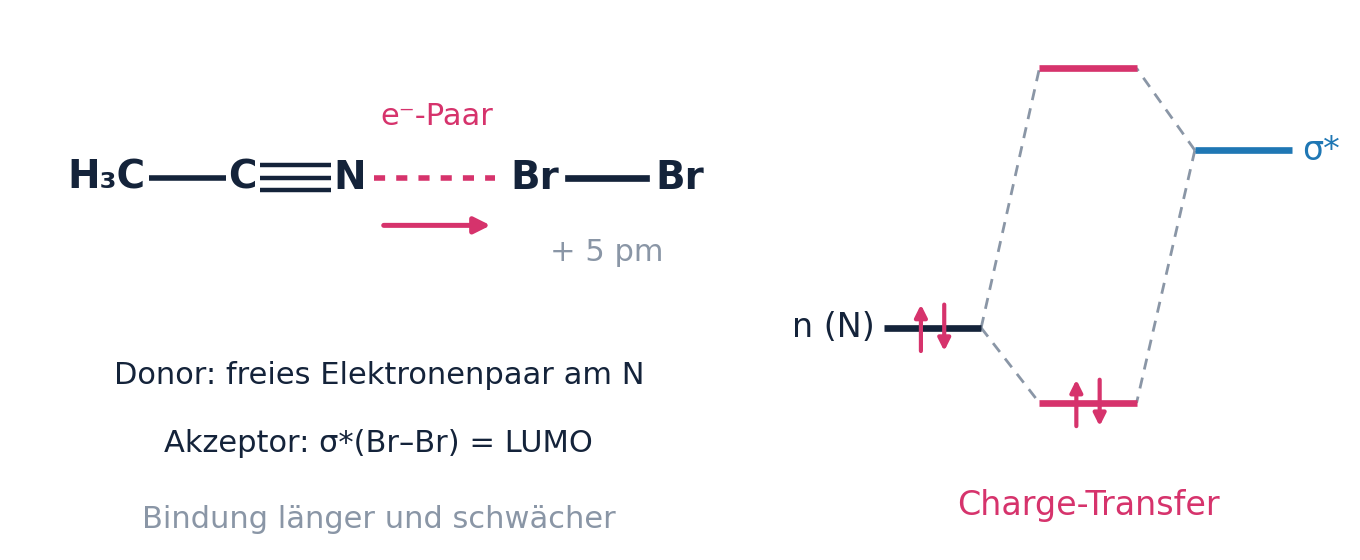 e⁻-Paar
H₃C C N Br Br
+ 5 pm
Donor: freies Elektronenpaar am N
Akzeptor: σ*(Br–Br) = LUMO
Bindung länger und schwächer
σ*
n (N)
Charge-Transfer